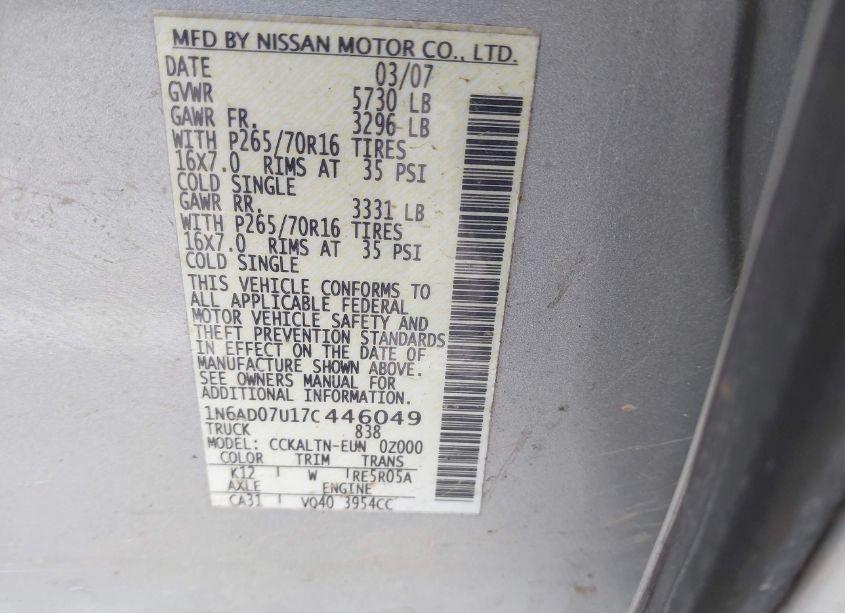 MFD BY NISSAN MOTOR CO., LTD.
DATE 03/07
GVWR 5730 LB
GAWR FR. 3296 LB
WITH P265/70R16 TIRES
16X7.0 RIMS AT 35 PSI
COLD SINGLE
GAWR RR. 3331 LB
WITH P265/70R16 TIRES
16X7.0 RIMS AT 35 PSI
COLD SINGLE
THIS VEHICLE CONFORMS TO
ALL APPLICABLE FEDERAL
MOTOR VEHICLE SAFETY AND
THEFT PREVENTION STANDARDS
IN EFFECT ON THE DATE OF
MANUFACTURE SHOWN ABOVE.
SEE OWNERS MANUAL FOR
ADDITIONAL INFORMATION.
1N6AD07U17C446049
TRUCK 838
MODEL: CCKALTN-EUN 0Z000
COLOR TRIM TRANS
K12 W RE5R05A
AXLE ENGINE
CA31 VQ40 3954CC